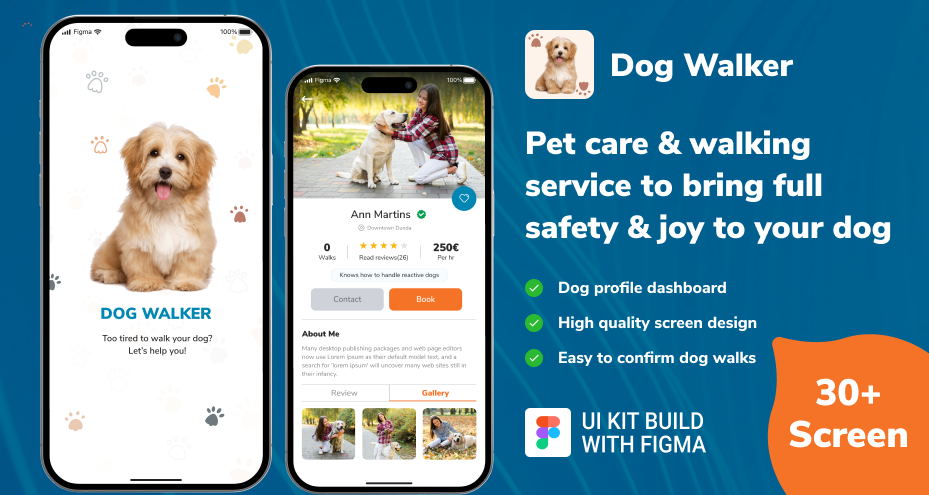 Figma
100%
DOG WALKER
Too tired to walk your dog?
Let's help you!
Figma
100%
Ann Martins
Downtown Danda
0
Walks
Read reviews(26)
250€
Per hr
Knows how to handle reactive dogs
Contact
Book
About Me
Many desktop publishing packages and web page editors
now use Lorem Ipsum as their default model text, and a
search for 'lorem ipsum' will uncover many web sites still in
their infancy.
Review
Gallery
Dog Walker
Pet care & walking
service to bring full
safety & joy to your dog
Dog profile dashboard
High quality screen design
Easy to confirm dog walks
UI KIT BUILD
WITH FIGMA
30+
Screen